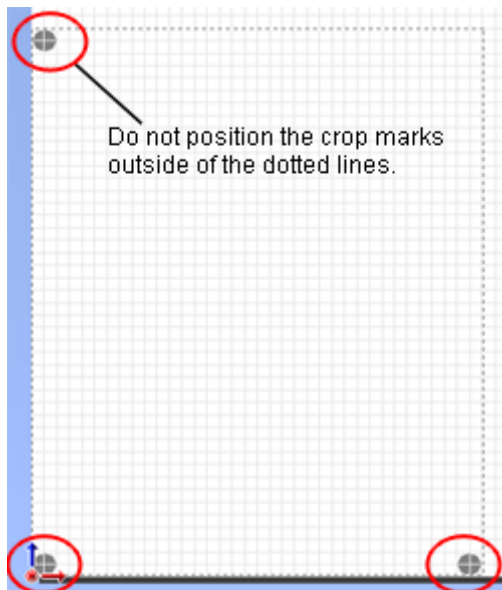 Do not position the crop marks
outside of the dotted lines.